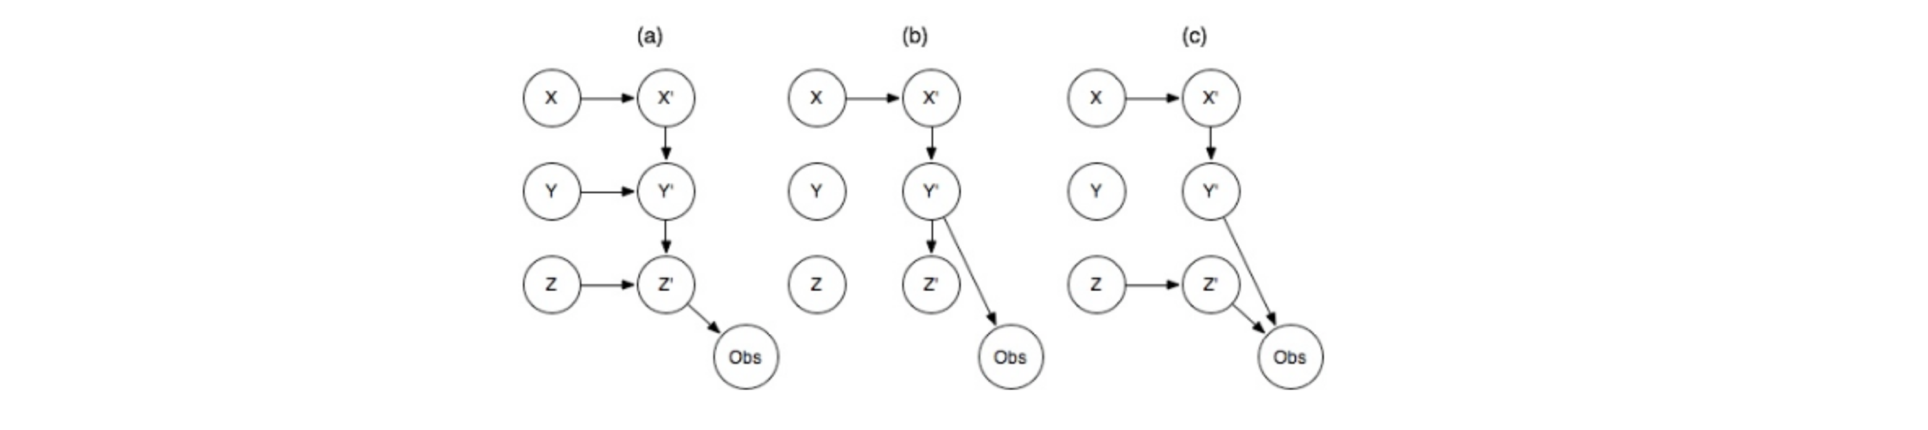 (a) (b) (c)
X X' X X' X X'
Y Y' Y Y' Y Y'
Z Z' Z Z' Z Z'
Obs Obs Obs